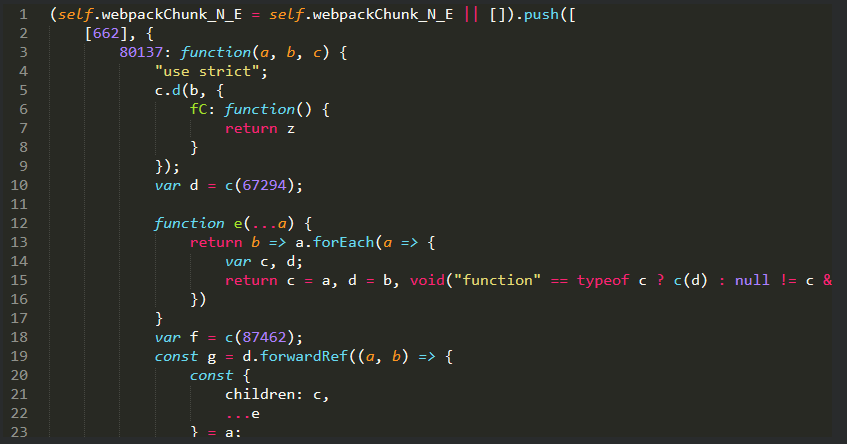 1 (self.webpackChunk_N_E = self.webpackChunk_N_E || []).push([
2 [662], {
3 80137: function(a, b, c) {
4 "use strict";
5 c.d(b, {
6 fC: function() {
7 return z
8 }
9 });
10 var d = c(67294);
11
12 function e(...a) {
13 return b => a.forEach(a => {
14 var c, d;
15 return c = a, d = b, void("function" == typeof c ? c(d) : null != c &
16 })
17 }
18 var f = c(87462);
19 const g = d.forwardRef((a, b) => {
20 const {
21 children: c,
22 ...e
23 } = a;